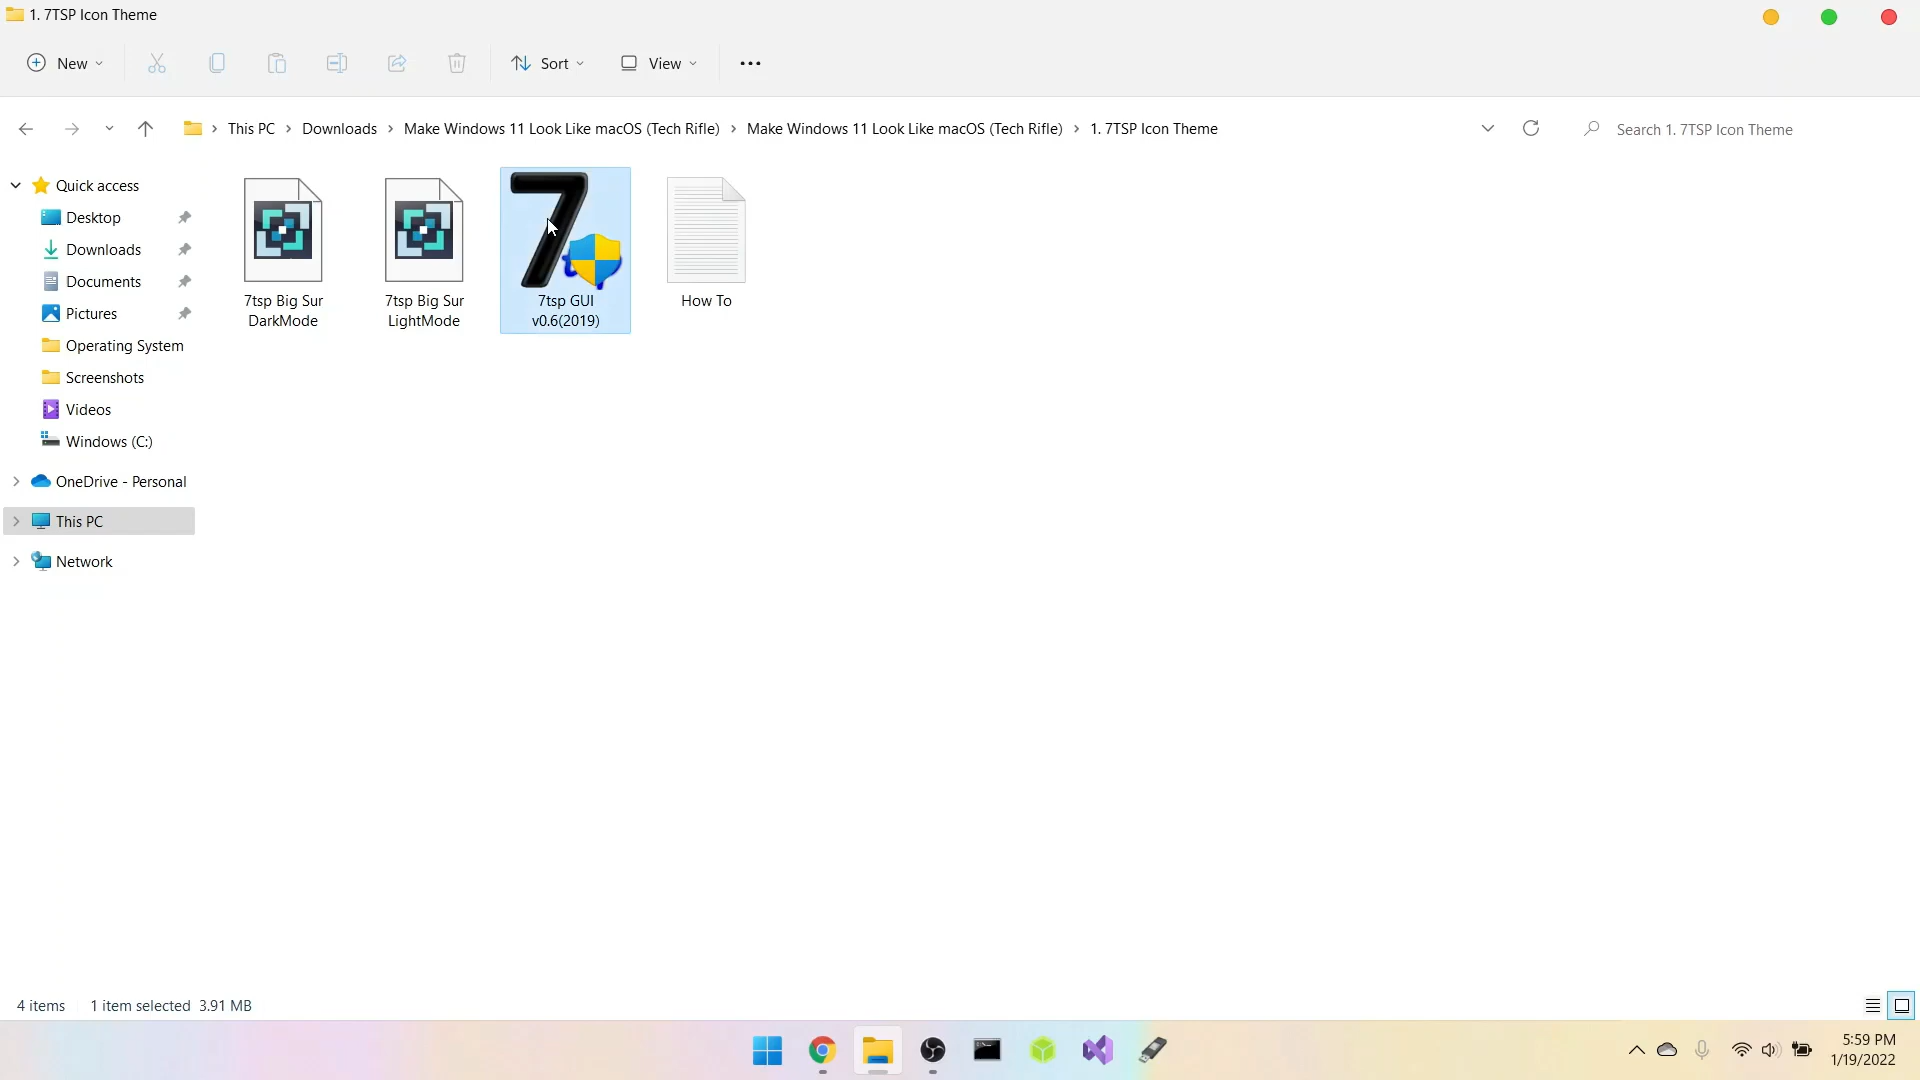 1. 7TSP Icon Theme
New
Sort
View
This PC
Downloads
Make Windows 11 Look Like macOS (Tech Rifle)
Make Windows 11 Look Like macOS (Tech Rifle)
1. 7TSP Icon Theme
Search 1. 7TSP Icon Theme
Quick access
Desktop
Downloads
Documents
Pictures
Operating System
Screenshots
Videos
Windows (C:)
OneDrive - Personal
This PC
Network
7tsp Big Sur
DarkMode
7tsp Big Sur
LightMode
7tsp GUI
v0.6(2019)
How To
4 items
1 item selected 3.91 MB
5:59 PM
1/19/2022